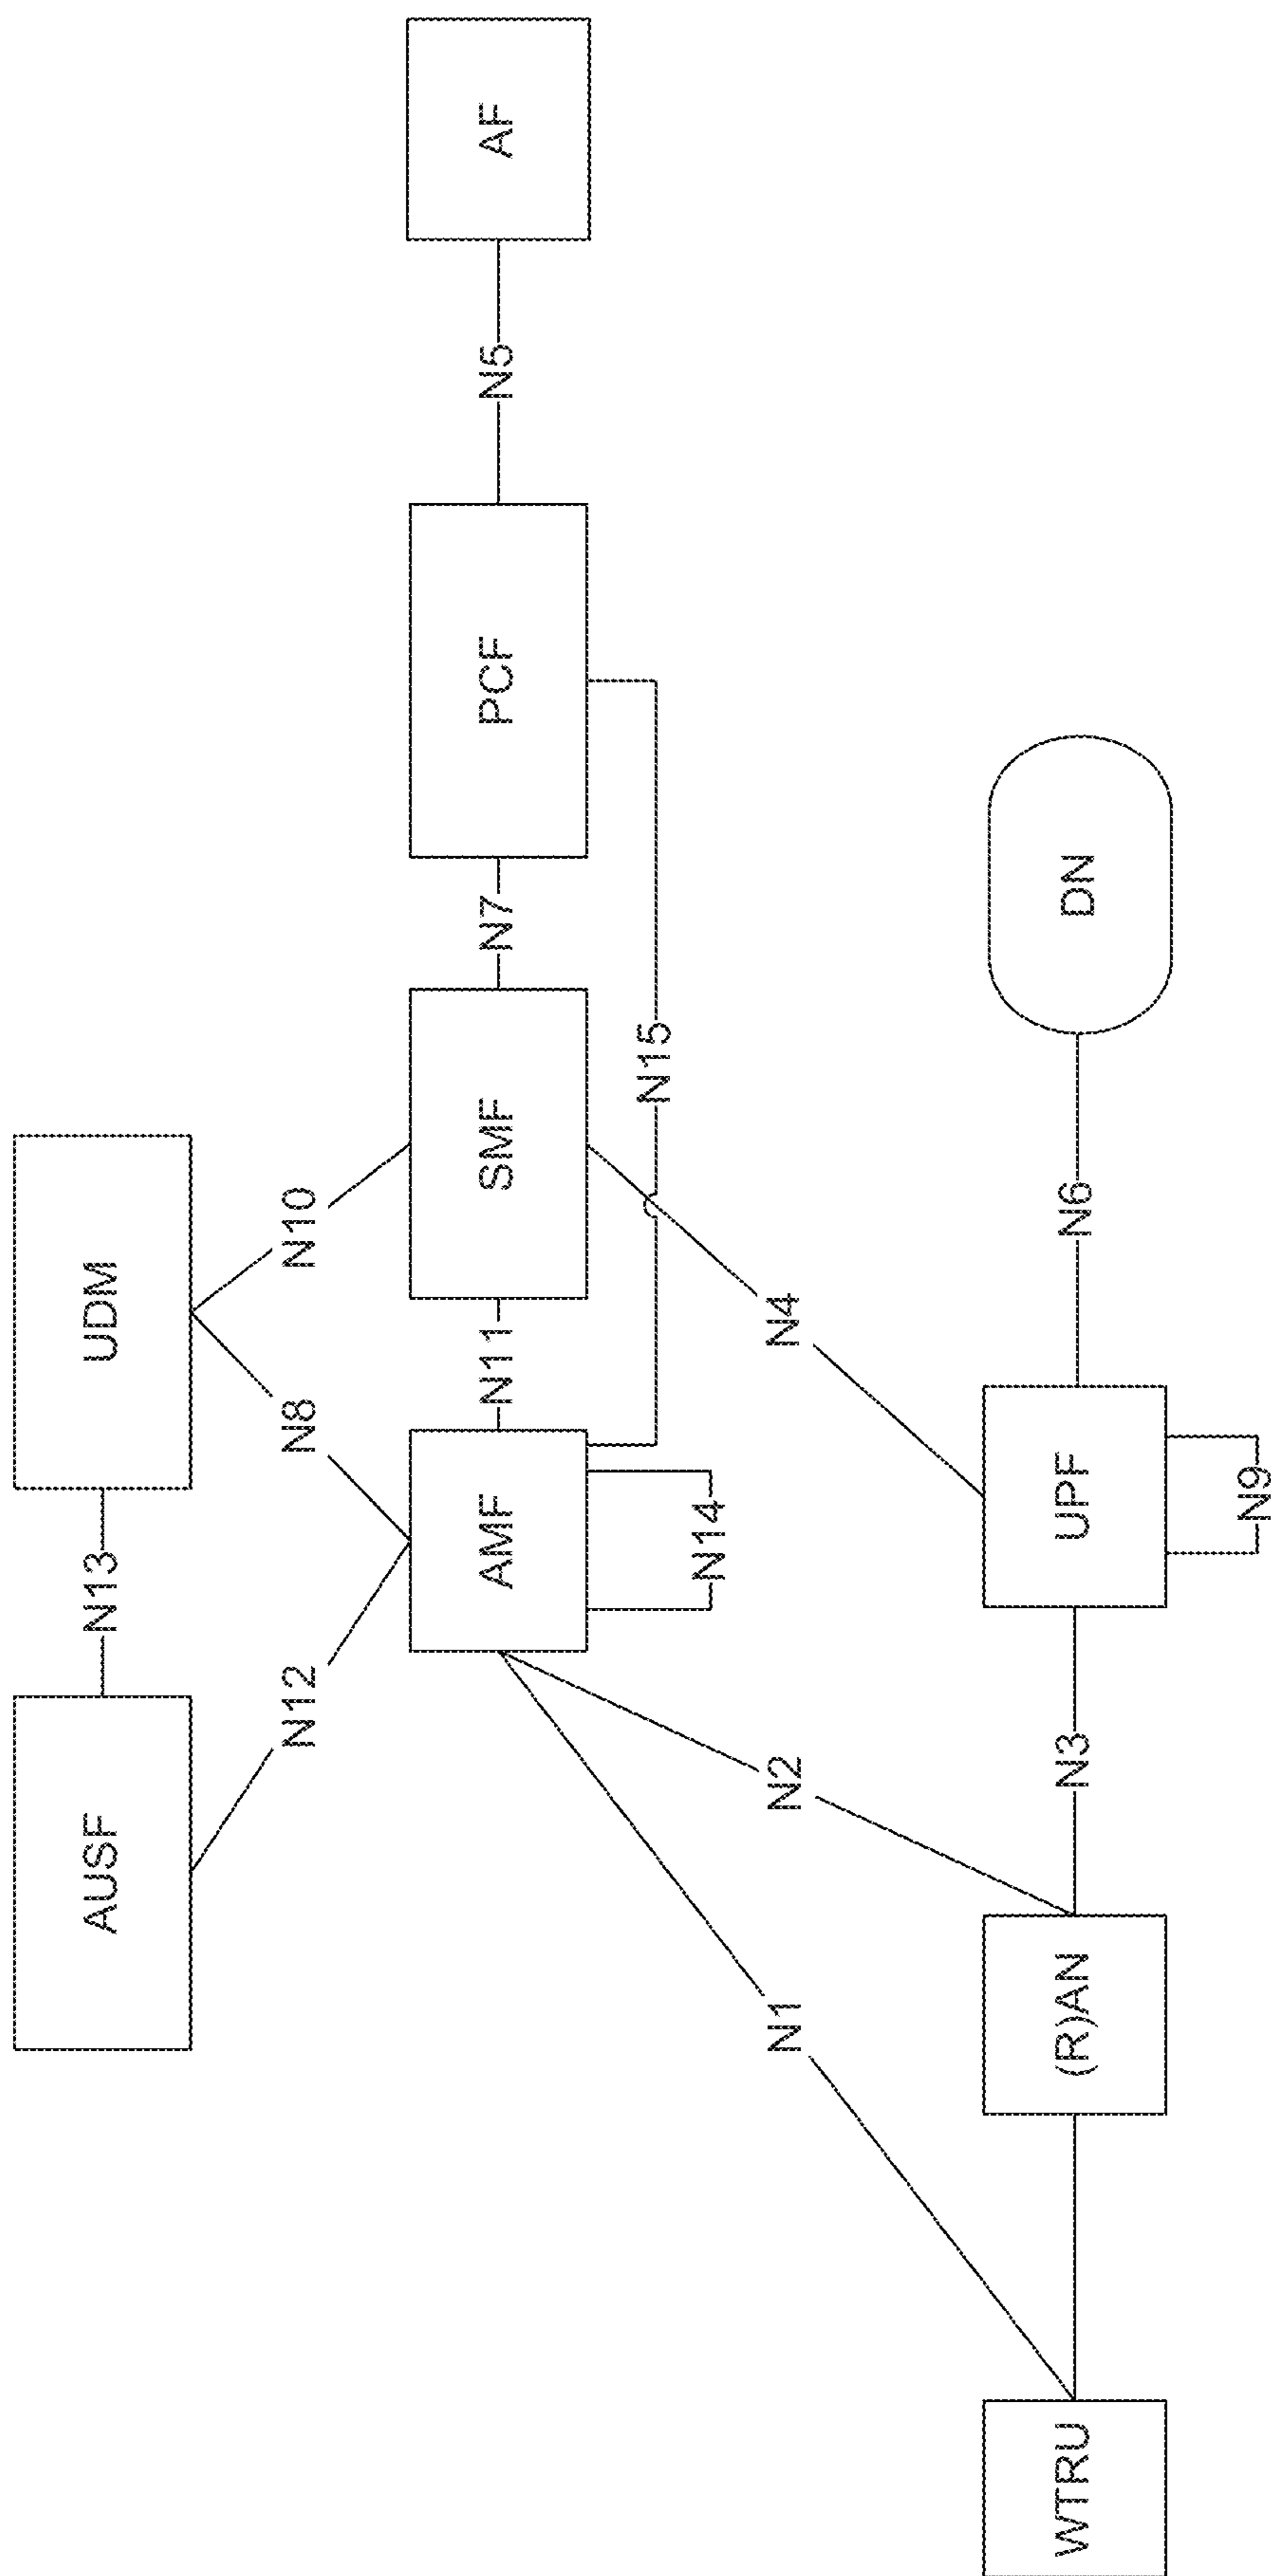 AUSF
N13
UDM
N12
N8
N10
AMF
N11
SMF
N7
PCF
N5
AF
N14
N15
N1
N2
N4
WTRU
(R)AN
N3
UPF
N6
DN
N9